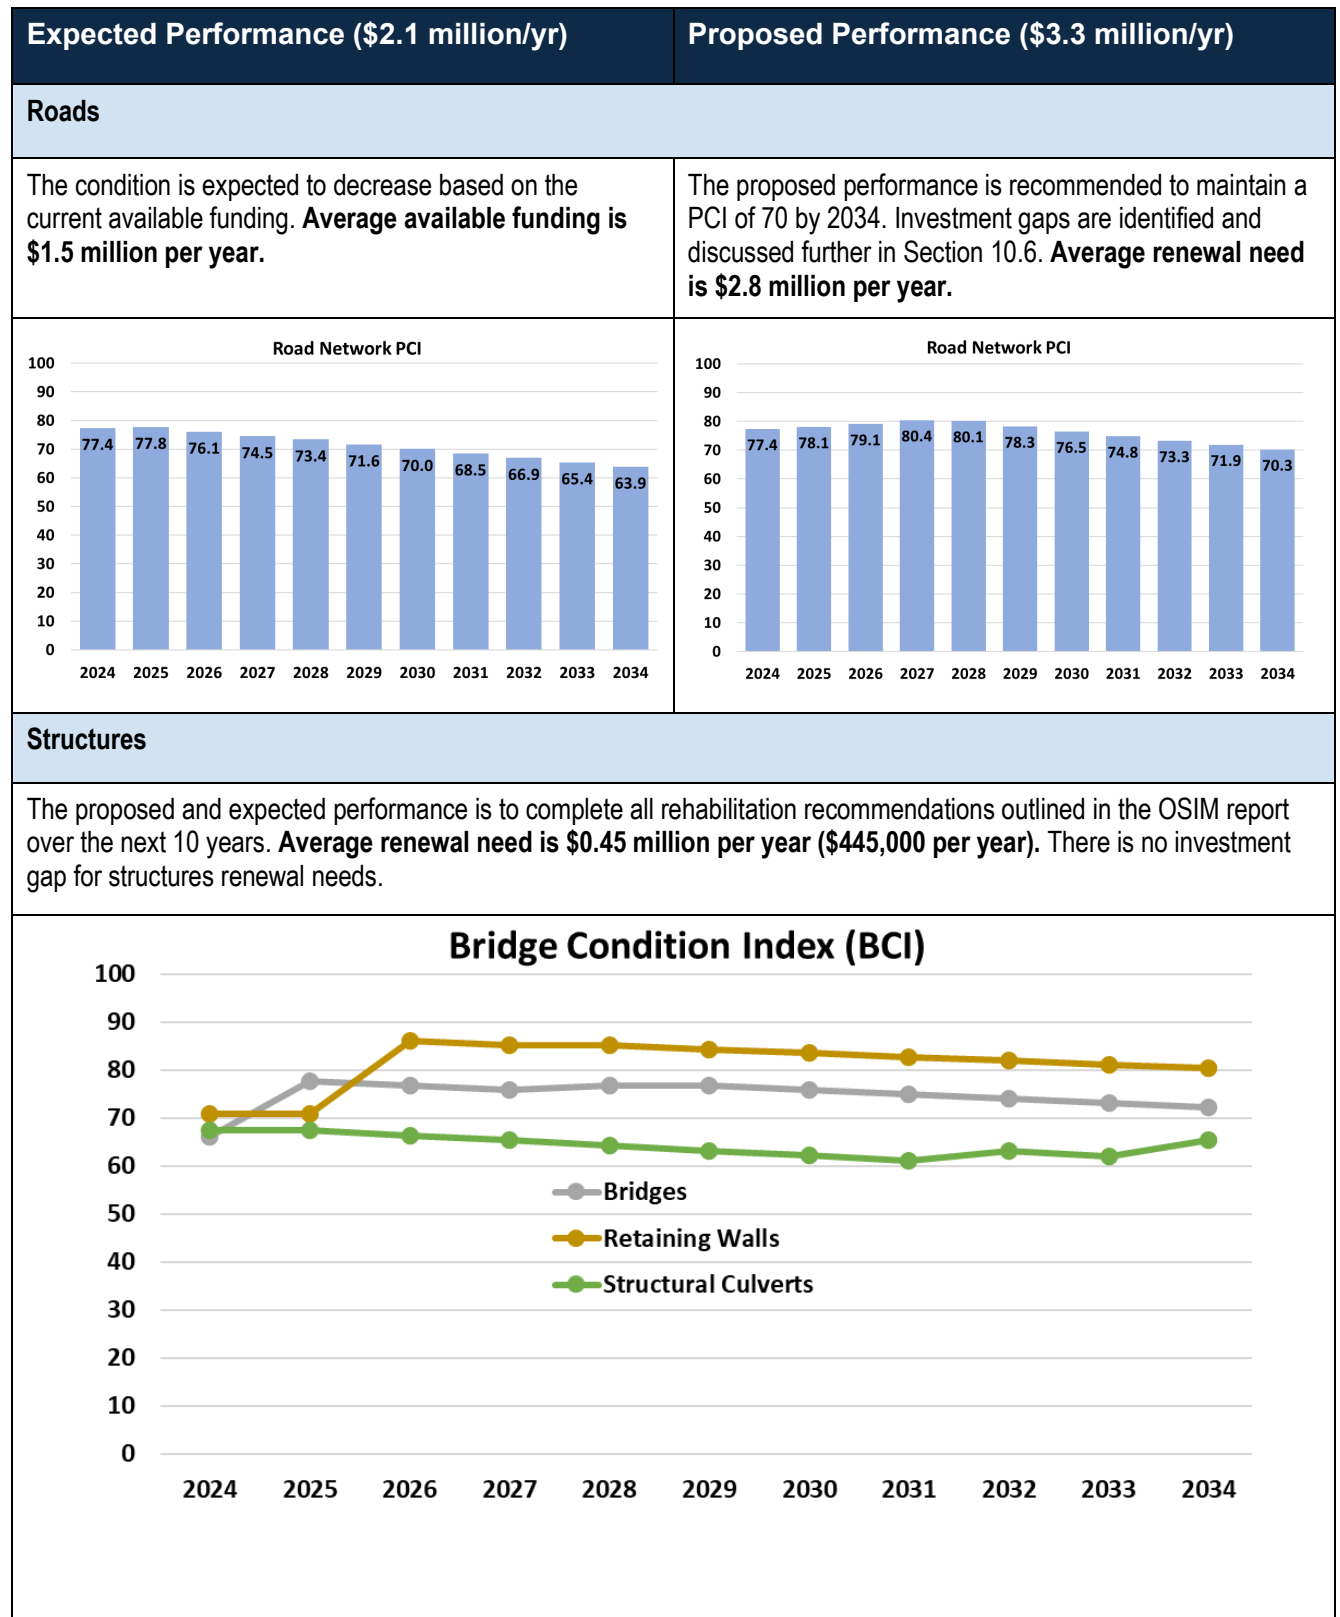 Expected Performance ($2.1 million/yr)
Proposed Performance ($3.3 million/yr)
Roads
The condition is expected to decrease based on the
current available funding. Average available funding is
$1.5 million per year.
The proposed performance is recommended to maintain a
PCI of 70 by 2034. Investment gaps are identified and
discussed further in Section 10.6. Average renewal need
is $2.8 million per year.
Road Network PCI
100
90
80
70
60
50
40
30
20
10
0
77.4 77.8 76.1 74.5 73.4 71.6 70.0 68.5 66.9 65.4 63.9
2024 2025 2026 2027 2028 2029 2030 2031 2032 2033 2034
Road Network PCI
100
90
80
70
60
50
40
30
20
10
0
77.4 78.1 79.1 80.4 80.1 78.3 76.5 74.8 73.3 71.9 70.3
2024 2025 2026 2027 2028 2029 2030 2031 2032 2033 2034
Structures
The proposed and expected performance is to complete all rehabilitation recommendations outlined in the OSIM report
over the next 10 years. Average renewal need is $0.45 million per year ($445,000 per year). There is no investment
gap for structures renewal needs.
Bridge Condition Index (BCI)
100
90
80
70
60
50
40
30
20
10
0
Bridges
Retaining Walls
Structural Culverts
2024 2025 2026 2027 2028 2029 2030 2031 2032 2033 2034